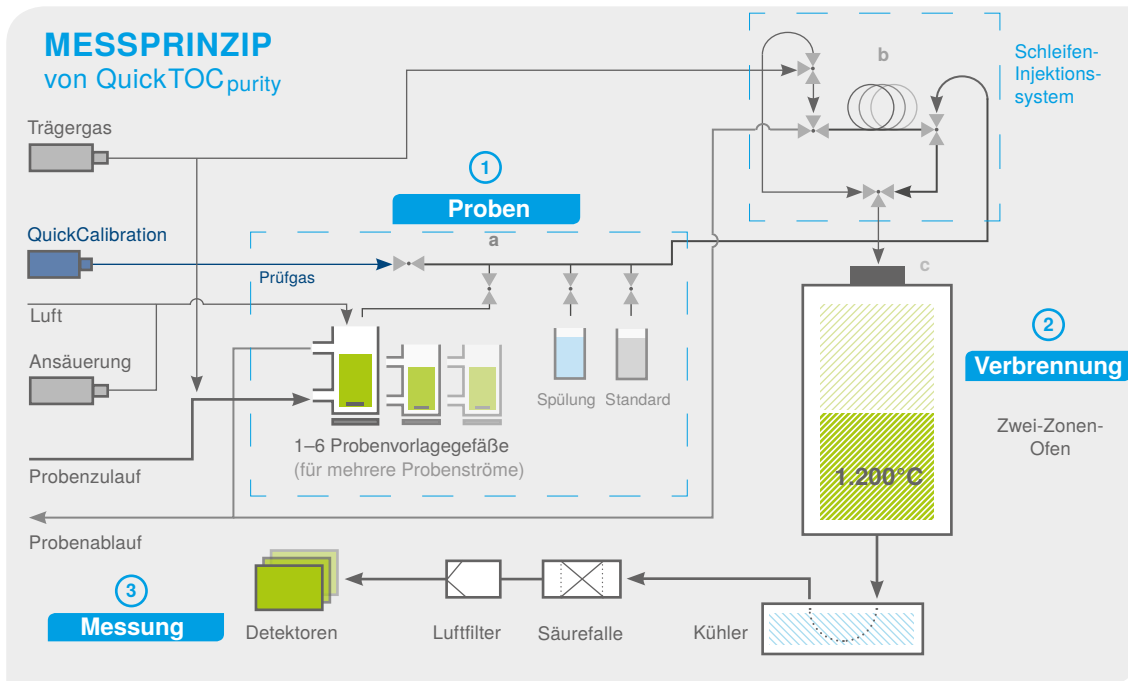 MESSPRINZIP
von QuickTOCpurity
b
Schleifen-
Injektions-
system
Trägergas
1
Proben
QuickCalibration
a
Prüfgas
c
Luft
2
Ansäuerung
Verbrennung
Spülung
Standard
Zwei-Zonen-
Ofen
1–6 Probenvorlagegefäße
(für mehrere Probenströme)
Probenzulauf
1.200°C
Probenablauf
3
Messung
Detektoren
Luftfilter
Säurefalle
Kühler